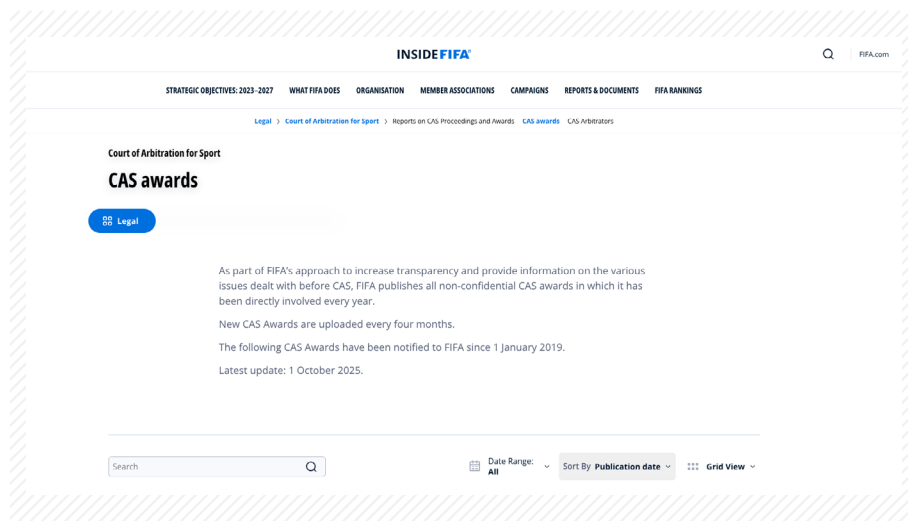 INSIDE FIFA
FIFA.com
STRATEGIC OBJECTIVES: 2023–2027 WHAT FIFA DOES ORGANISATION MEMBER ASSOCIATIONS CAMPAIGNS REPORTS & DOCUMENTS FIFA RANKINGS
Legal > Court of Arbitration for Sport > Reports on CAS Proceedings and Awards CAS awards CAS Arbitrators
Court of Arbitration for Sport
CAS awards
Legal
As part of FIFA's approach to increase transparency and provide information on the various
issues dealt with before CAS, FIFA publishes all non-confidential CAS awards in which it has
been directly involved every year.
New CAS Awards are uploaded every four months.
The following CAS Awards have been notified to FIFA since 1 January 2019.
Latest update: 1 October 2025.
Search
Date Range:
All
Sort By Publication date
Grid View